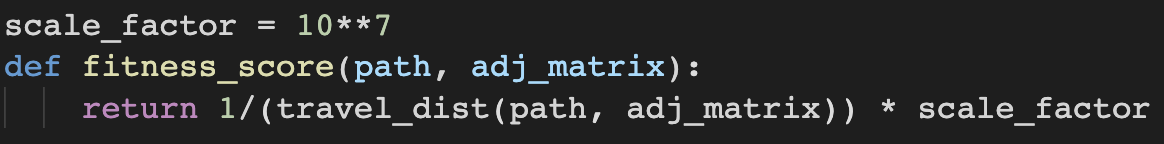 scale_factor = 10**7
def fitness_score(path, adj_matrix):
    return 1/(travel_dist(path, adj_matrix)) * scale_factor